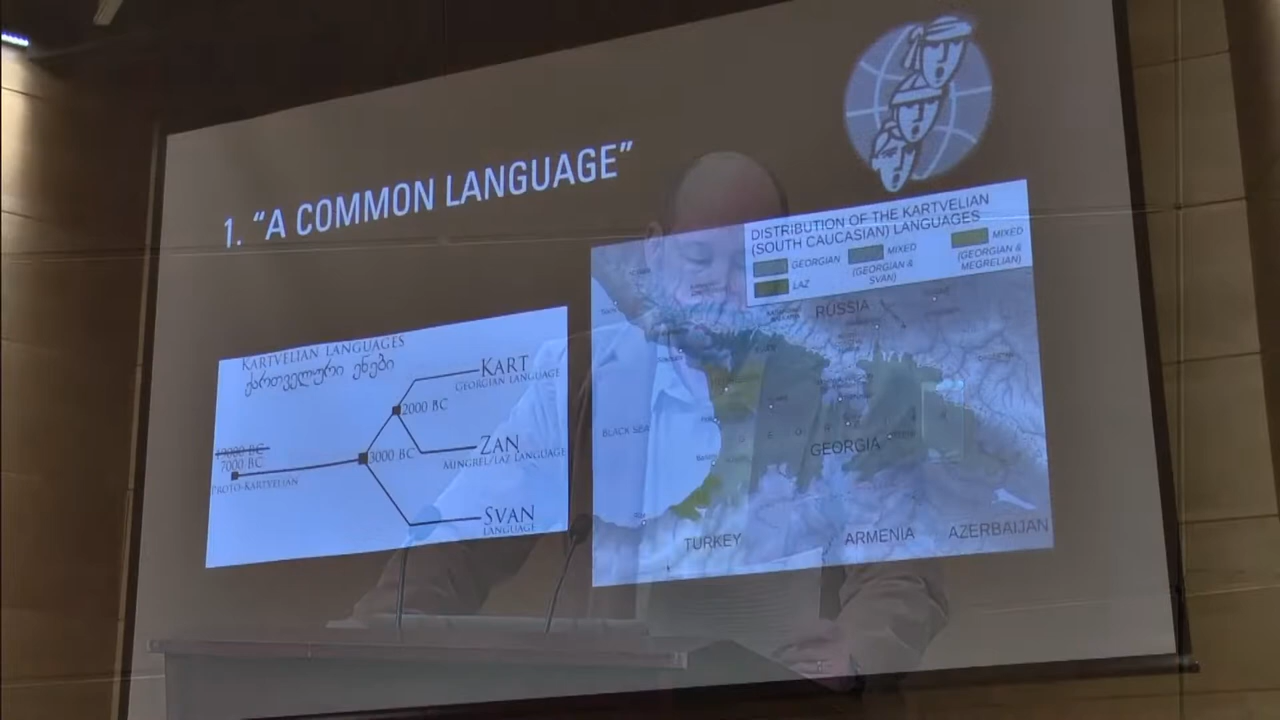 1. “A COMMON LANGUAGE”
DISTRIBUTION OF THE KARTVELIAN
(SOUTH CAUCASIAN) LANGUAGES
GEORGIAN
MIXED
(GEORGIAN &
SVAN)
MIXED
(GEORGIAN &
MEGRELIAN)
LAZ
KARTVELIAN LANGUAGES
ქართველური ენები
KART
GEORGIAN LANGUAGE
2000 BC
ZAN
MINGREL/LAZ LANGUAGE
3000 BC
7000 BC
PROTO-KARTVELIAN
SVAN
LANGUAGE
RUSSIA
BLACK SEA
GEORGIA
TURKEY
ARMENIA
AZERBAIJAN